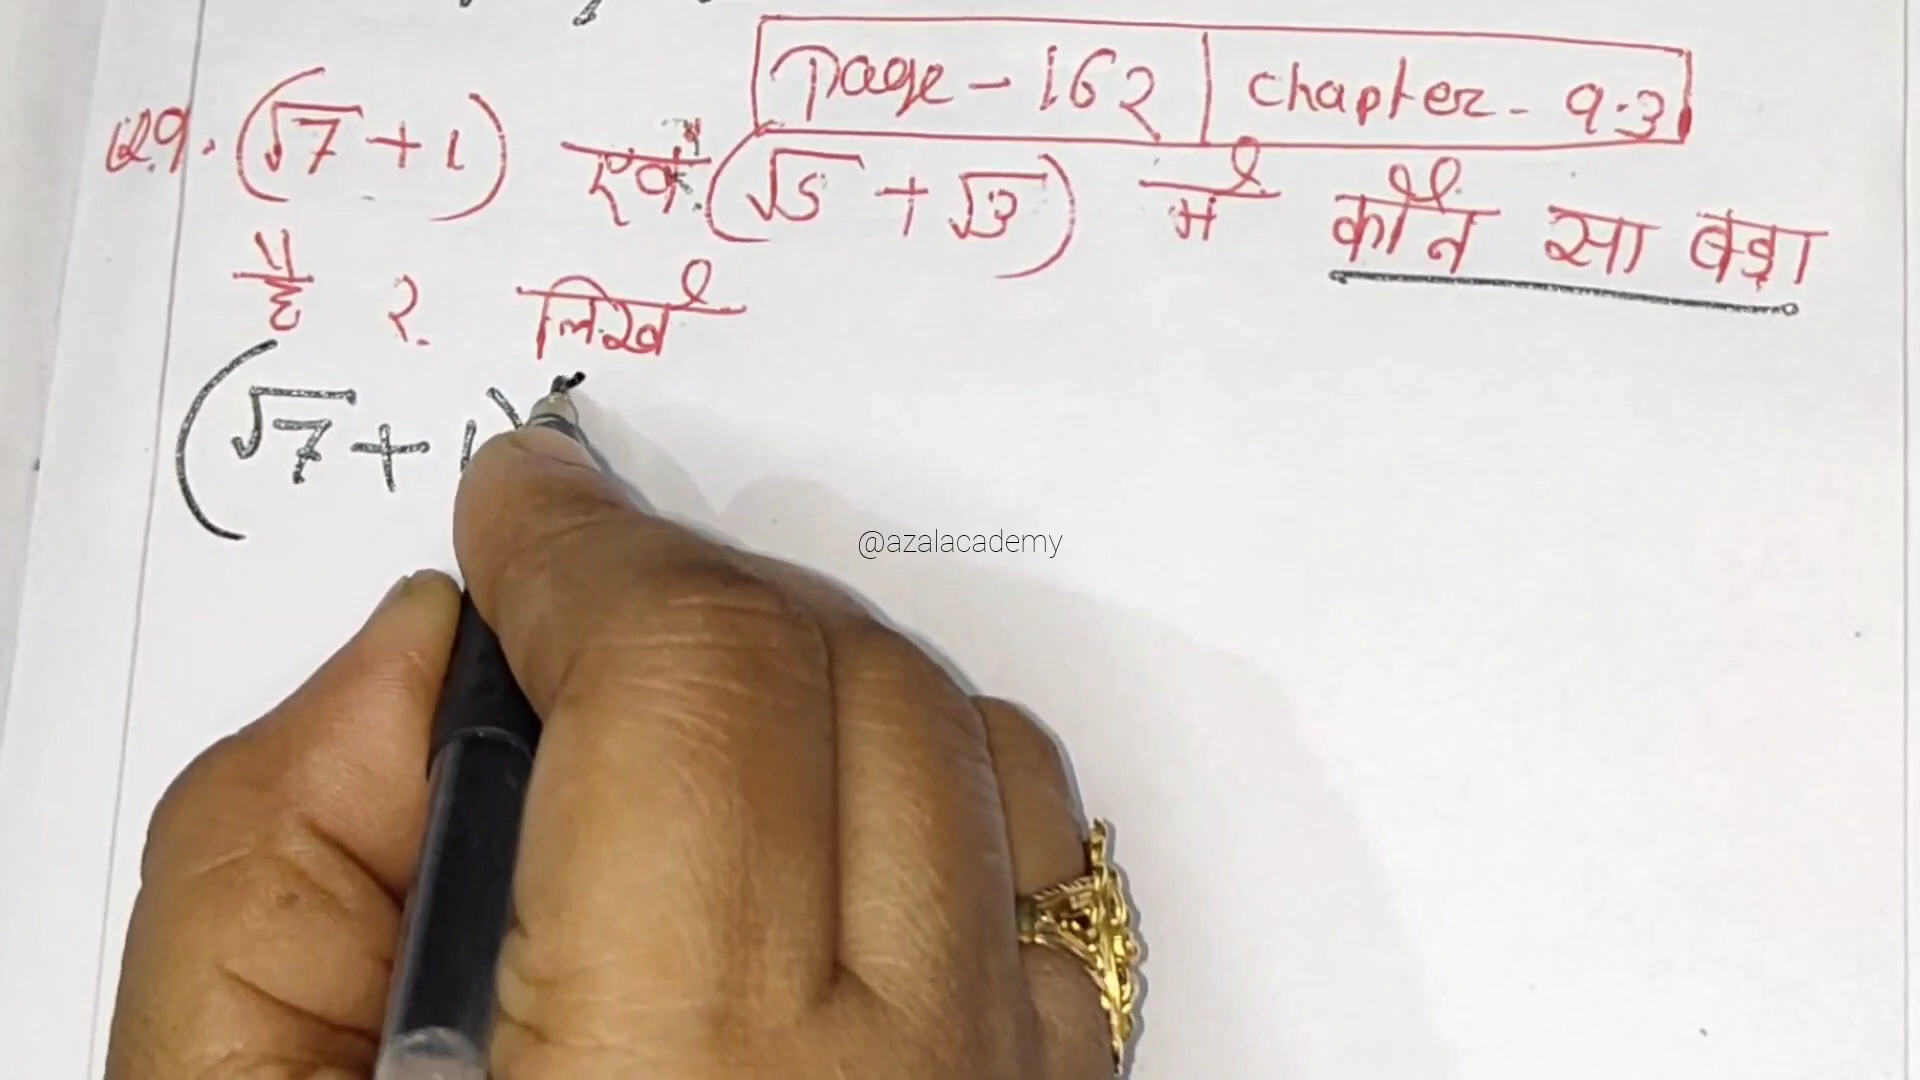 Page - 162 | Chapter - 9.3
Q9. (√7 + 1) एवं (√5 + √3) में कौन सा बड़ा
है ? लिखें
(√7 + 1)
@azalacademy